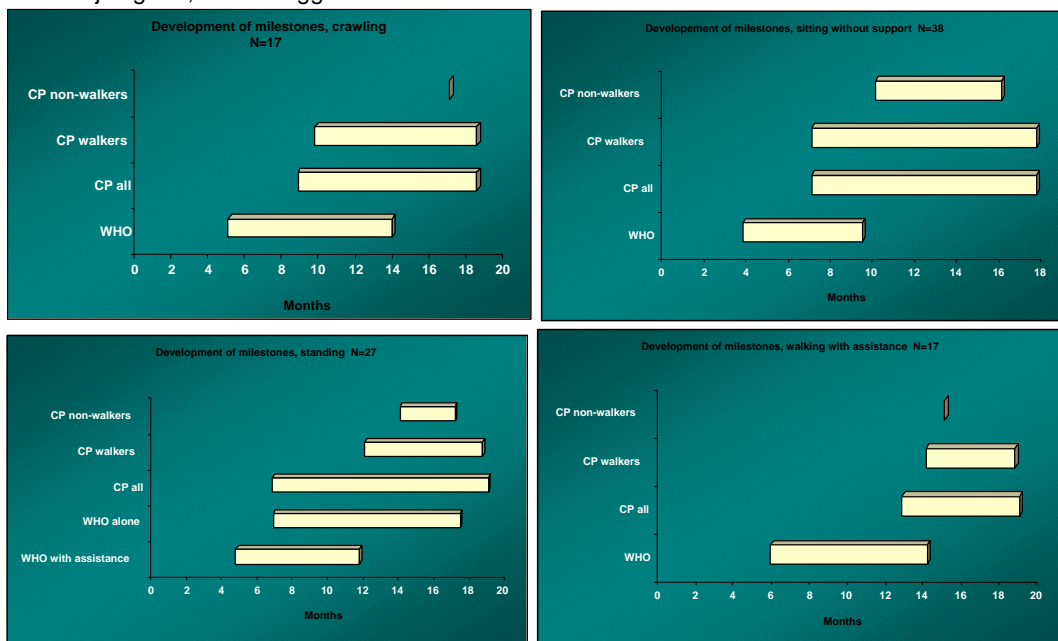 Development of milestones, crawling
N=17
CP non-walkers
CP walkers
CP all
WHO
0 2 4 6 8 10 12 14 16 18 20
Months
Developement of milestones, sitting without support N=38
CP non-walkers
CP walkers
CP all
WHO
0 2 4 6 8 10 12 14 16 18
Months
Development of milestones, standing N=27
CP non-walkers
CP walkers
CP all
WHO alone
WHO with assistance
0 2 4 6 8 10 12 14 16 18 20
Months
Development of milestones, walking with assistance N=17
CP non-walkers
CP walkers
CP all
WHO
0 2 4 6 8 10 12 14 16 18 20
Months